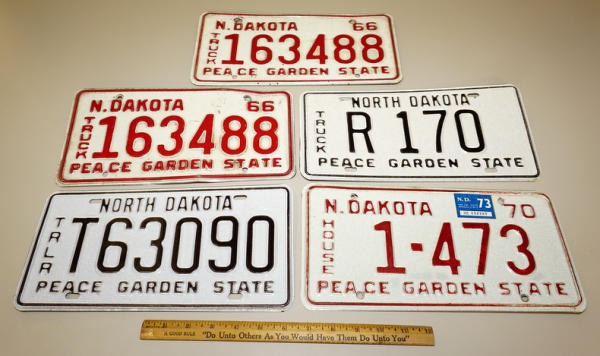 N. DAKOTA 66
TRUCK
163488
PEACE GARDEN STATE
N. DAKOTA 66
TRUCK
163488
PEACE GARDEN STATE
NORTH DAKOTA
TRUCK
R 170
PEACE GARDEN STATE
NORTH DAKOTA
TRLR
T63090
PEACE GARDEN STATE
N. DAKOTA 70
N.D. 73
HOUSE
1-473
PEACE GARDEN STATE
A GOOD RULE "Do Unto Others As You Would Have Them Do Unto You"